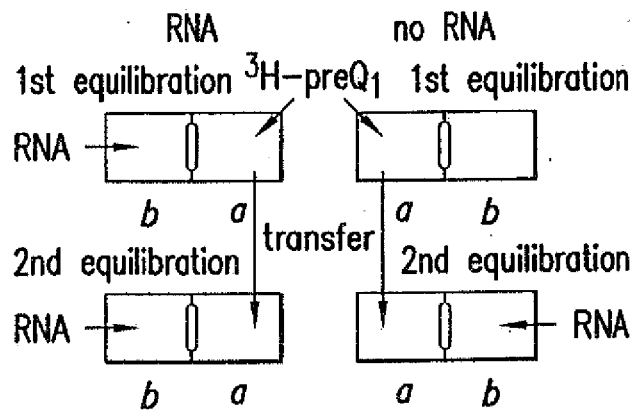 RNA no RNA
1st equilibration ³H-preQ₁ 1st equilibration
RNA
b a a b
transfer
2nd equilibration 2nd equilibration
RNA RNA
b a a b